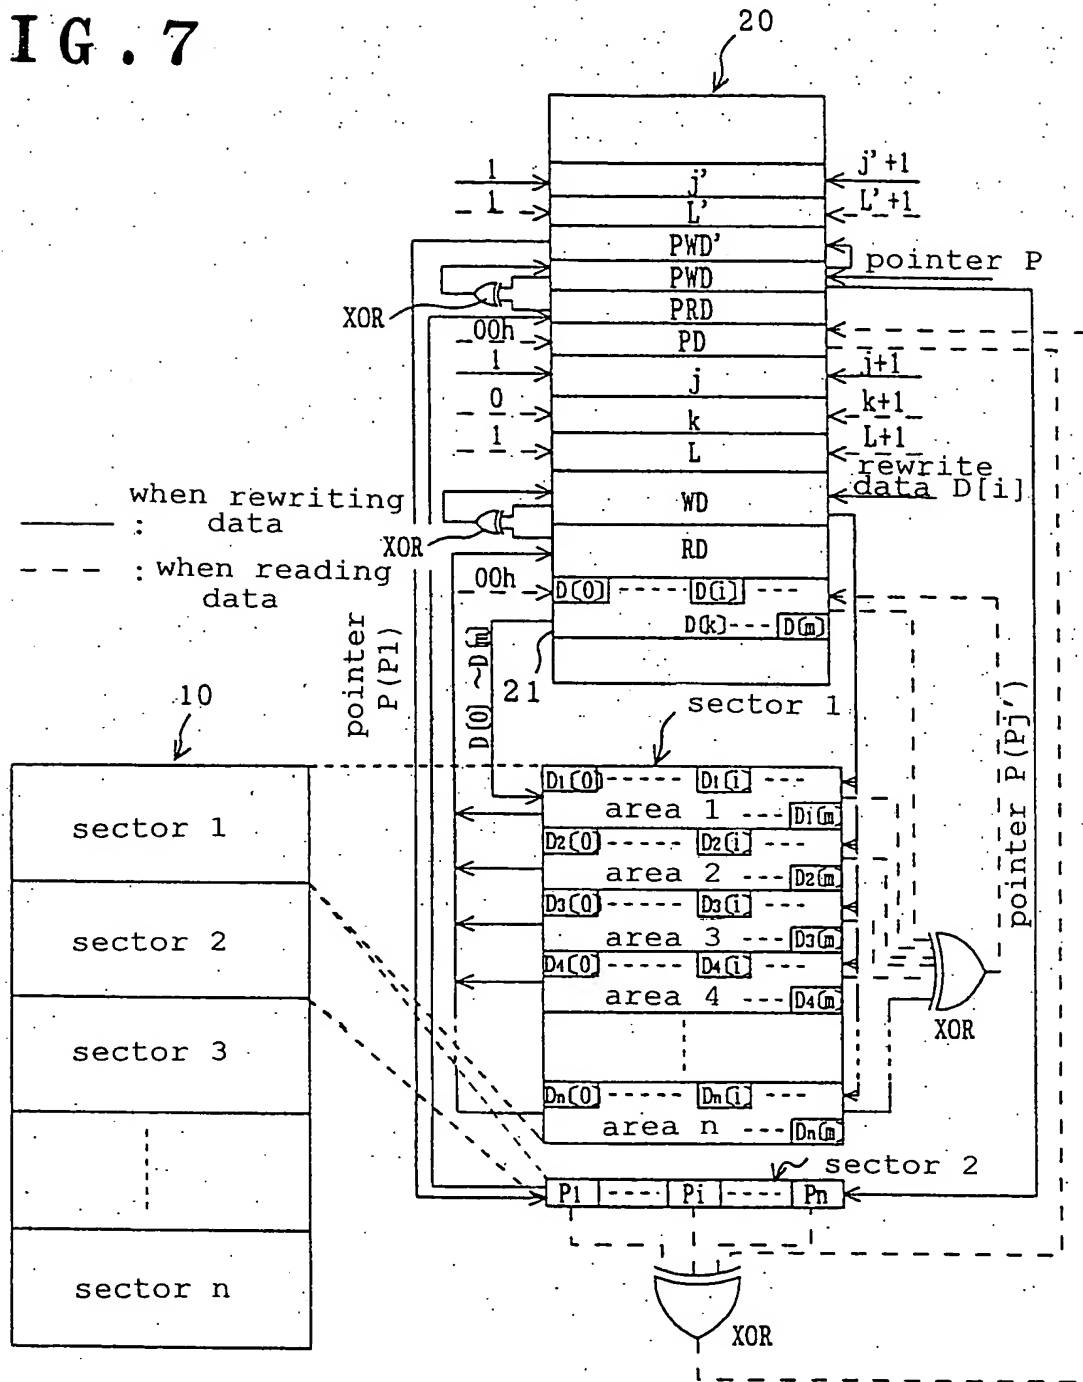 IG.7
20
1
j'
j'+1
1
L'
L'+1
PWD'
pointer P
PWD
XOR
PRD
00h
PD
1
j
j+1
0
k
k+1
1
L
L+1
rewrite
data D[i]
WD
XOR
RD
when rewriting
: data
: when reading
data
00h
D(0) D(i)
D(k) D(m)
pointer
P(P1)
D(0) ~ D(m)
21
sector 1
10
sector 1
sector 2
sector 3
sector n
D1(0) D1(i)
area 1 D1(m)
D2(0) D2(i)
area 2 D2(m)
D3(0) D3(i)
area 3 D3(m)
D4(0) D4(i)
area 4 D4(m)
Dn(0) Dn(i)
area n Dn(m)
XOR
pointer P(Pj')
sector 2
P1 Pi Pn
XOR